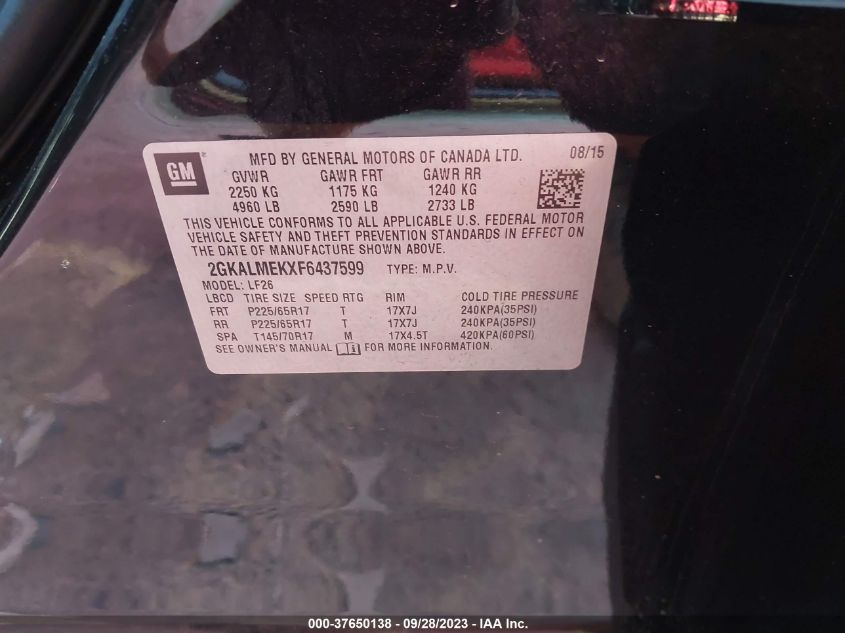 GM MFD BY GENERAL MOTORS OF CANADA LTD. 08/15
GVWR GAWR FRT GAWR RR
2250 KG 1175 KG 1240 KG
4960 LB 2590 LB 2733 LB
THIS VEHICLE CONFORMS TO ALL APPLICABLE U.S. FEDERAL MOTOR
VEHICLE SAFETY AND THEFT PREVENTION STANDARDS IN EFFECT ON
THE DATE OF MANUFACTURE SHOWN ABOVE.
2GKALMEKXF6437599 TYPE: M.P.V.
MODEL: LF26
LBCD TIRE SIZE SPEED RTG RIM COLD TIRE PRESSURE
FRT P225/65R17 T 17X7J 240KPA(35PSI)
RR P225/65R17 T 17X7J 240KPA(35PSI)
SPA T145/70R17 M 17X4.5T 420KPA(60PSI)
SEE OWNER'S MANUAL FOR MORE INFORMATION.
000-37650138 - 09/28/2023 - IAA Inc.